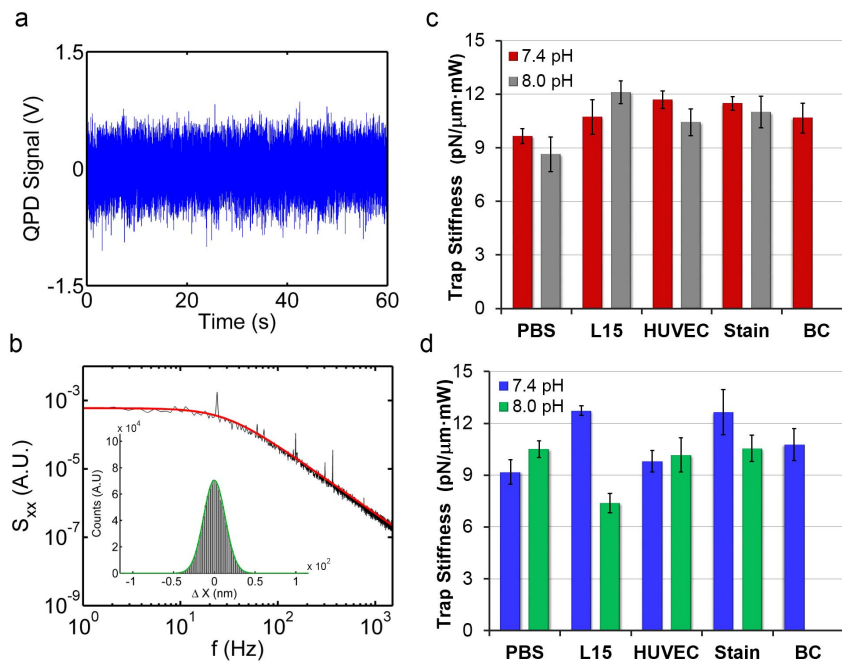 a
1.5
0
-1.5
QPD Signal (V)
0 20 40 60
Time (s)
b
10⁻³
10⁻⁵
10⁻⁷
10⁻⁹
Sxx (A.U.)
10⁰ 10¹ 10² 10³
f (Hz)
x 10⁴
10
8
6
4
2
0
Counts (A.U)
-1 -0.5 0 0.5 1
x 10²
Δ X (nm)
c
15
12
9
6
3
0
Trap Stiffness (pN/μm·mW)
7.4 pH
8.0 pH
PBS L15 HUVEC Stain BC
d
15
12
9
6
3
0
Trap Stiffness (pN/μm·mW)
7.4 pH
8.0 pH
PBS L15 HUVEC Stain BC